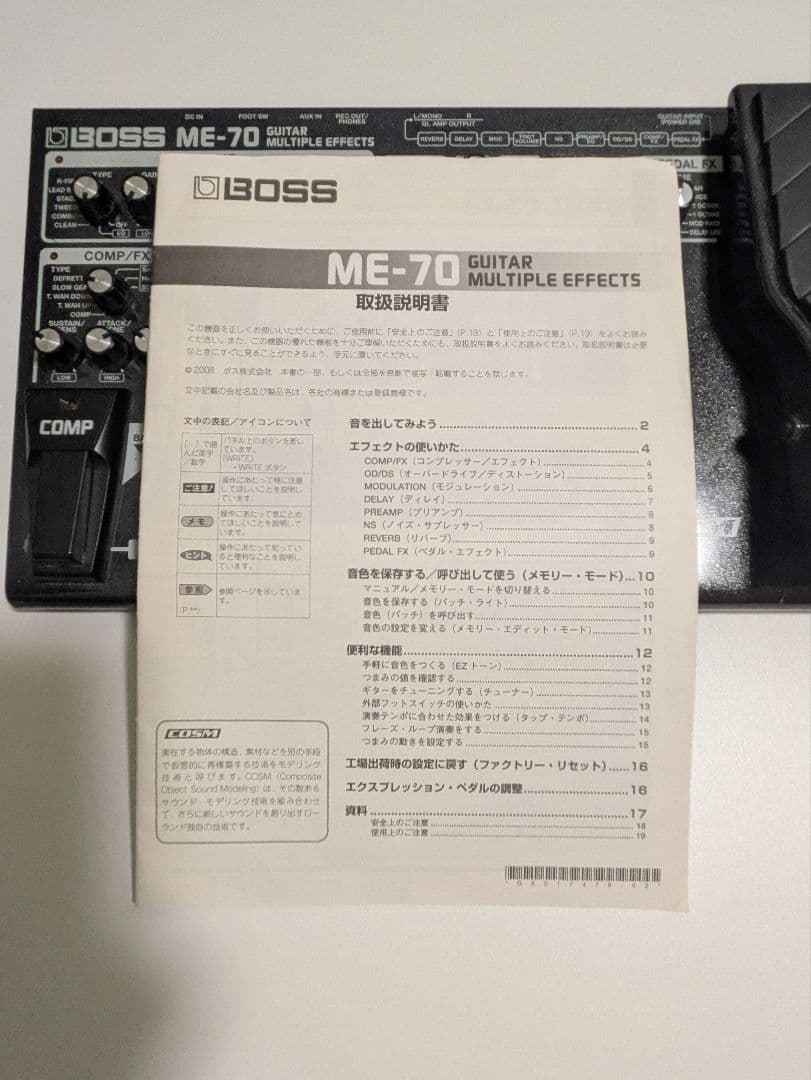 DC IN FOOT SW AUX IN REC OUT/
PHONES
L/MONO R
GT. AMP OUTPUT
GUITAR INPUT
(POWER ON)
BOSS ME-70 GUITAR
MULTIPLE EFFECTS
REVERB DELAY MOD FOOT
VOLUME NS PREAMP/
EQ OD/DS COMP/
FX PEDAL FX
TYPE
CLEAN
COMP/FX
TYPE
DEFRET
SLOW GEAR
T. WAH DOWN
T. WAH UP
COMP
SUSTAIN/
ATTACK/
LOW HIGH
COMP
PEDAL FX
BOSS
ME-70 GUITAR
MULTIPLE EFFECTS
取扱説明書
この機器を正しくお使いいただくために、ご使用前に「安全上のご注意」(P.18)と「使用上のご注意」(P.19)をよくお読み
ください。また、この機器の優れた機能を十分ご理解いただくためにも、取扱説明書をよくお読みください。取扱説明書は必要
なときにすぐに見ることができるよう、手元に置いてください。
©2008 ボス株式会社 本書の一部、もしくは全部を無断で複写・転載することを禁じます。
文中記載の会社名及び製品名は、各社の商標または登録商標です。
文中の表記/アイコンについて
[ ]で囲
んだ英字
/数字
パネル上のボタンを表し
ています。
[WRITE]
・WRITE ボタン
ご注意!
操作にあたって特に注意
してほしいことを説明し
ています。
メモ
操作にあたって気にとめ
てほしいことを説明して
います。
ヒント
操作にあたって知ってい
ると便利なことを説明し
ています。
参照
(P.**)
参照ページを示していま
す。
COSM
実在する物体の構造、素材などを別の手段
で仮想的に再構築する技術をモデリング
技術と呼びます。COSM (Composite
Object Sound Modeling) は、その数ある
サウンド・モデリング技術を組み合わせ
て、さらに新しいサウンドを創り出すロー
ランド独自の技術です。
音を出してみよう 2
エフェクトの使いかた 4
COMP/FX(コンプレッサー/エフェクト) 4
OD/DS(オーバードライブ/ディストーション) 5
MODULATION(モジュレーション) 6
DELAY(ディレイ) 7
PREAMP(プリアンプ) 8
NS(ノイズ・サプレッサー) 8
REVERB(リバーブ) 9
PEDAL FX(ペダル・エフェクト) 9
音色を保存する/呼び出して使う(メモリー・モード) 10
マニュアル/メモリー・モードを切り替える 10
音色を保存する(パッチ・ライト) 10
音色(パッチ)を呼び出す 11
音色の設定を変える(メモリー・エディット・モード) 11
便利な機能 12
手軽に音色をつくる(EZトーン) 12
つまみの値を確認する 12
ギターをチューニングする(チューナー) 13
外部フットスイッチの使いかた 13
演奏テンポに合わせた効果をつける(タップ・テンポ) 14
フレーズ・ループ演奏をする 15
つまみの動きを設定する 15
工場出荷時の設定に戻す(ファクトリー・リセット) 16
エクスプレッション・ペダルの調整 16
資料 17
安全上のご注意 18
使用上のご注意 19